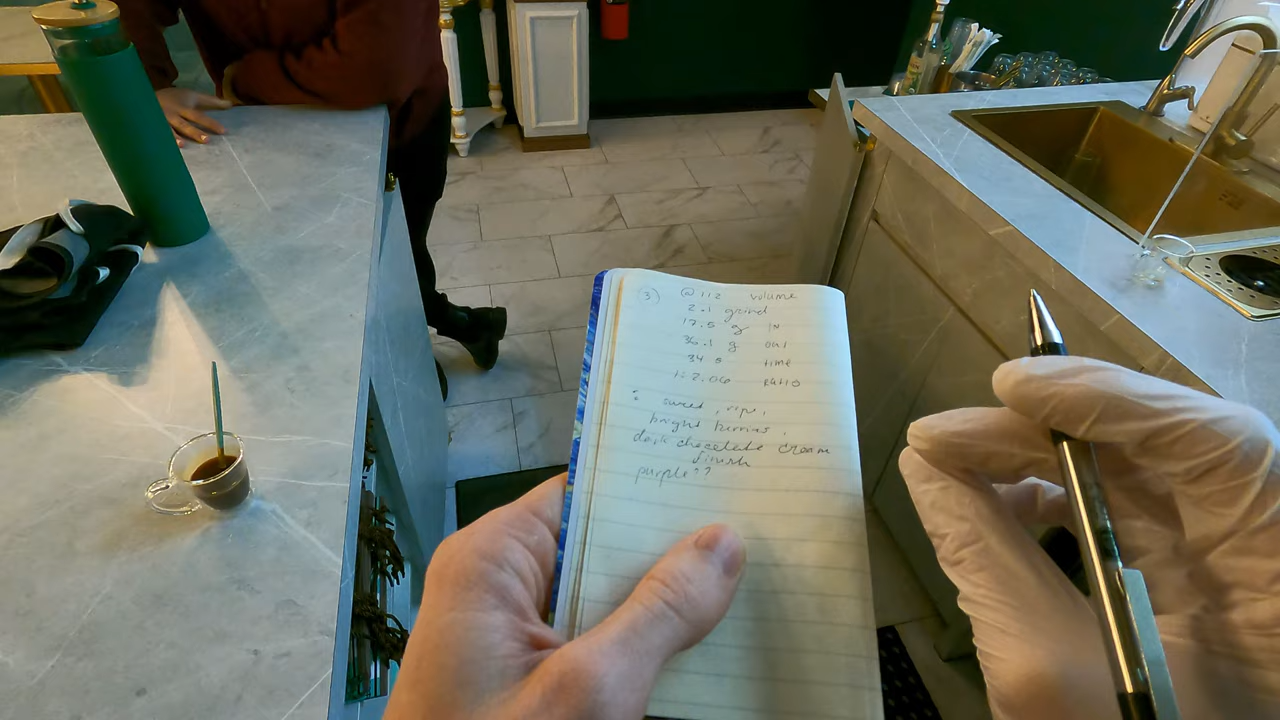 3) @ 112 volume
2.1 grind
17.5 g in
36.1 g out
34 s time
1:2.06 ratio
: sweet, ripe,
bright berries,
dark chocolate cream
finish
purple??